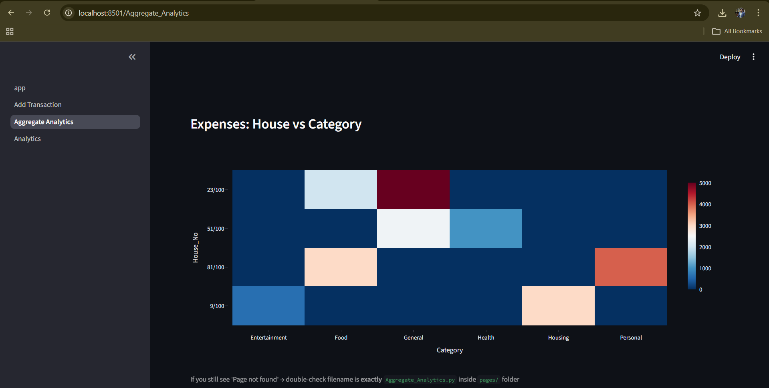 localhost:8501/Aggregate_Analytics
All Bookmarks
Deploy
app
Add Transaction
Aggregate Analytics
Analytics
Expenses: House vs Category
House_No
23/100
51/100
81/100
9/100
Entertainment Food General Health Housing Personal
Category
5000
4000
3000
2000
1000
0
If you still see 'Page not found' > double-check filename is exactly Aggregate_Analytics.py inside pages/ folder